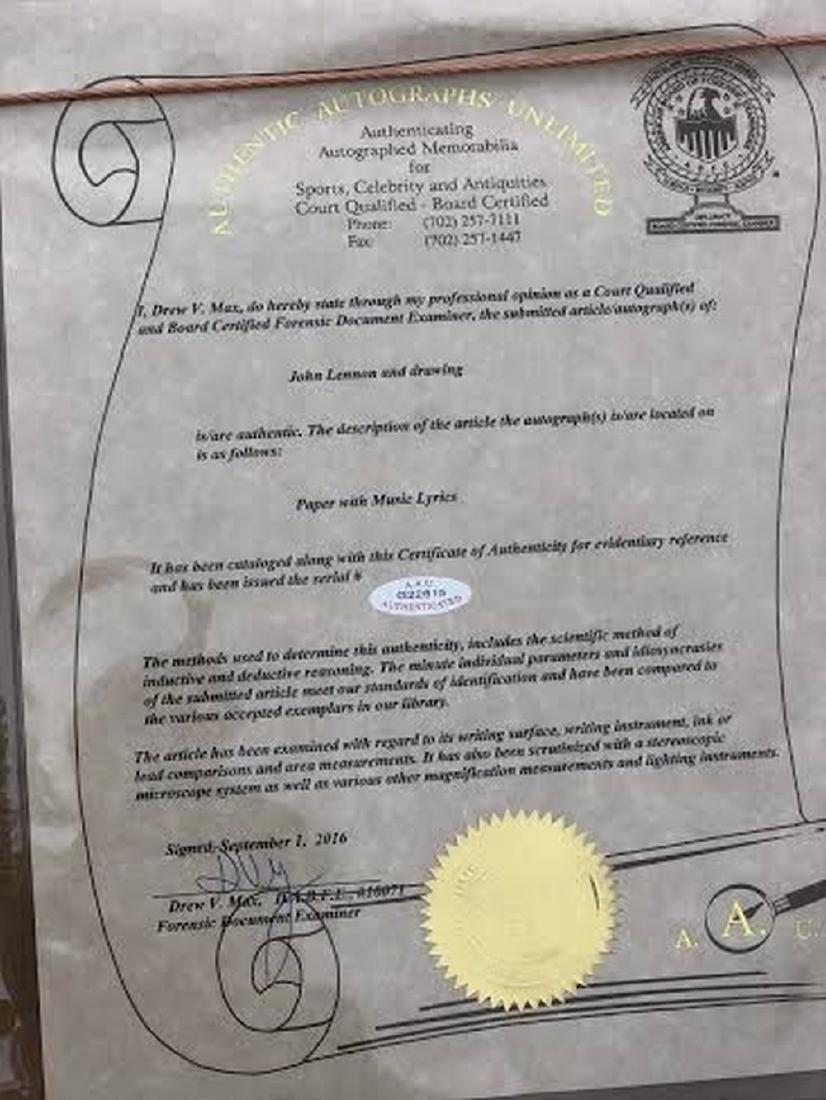 AUTHENTIC AUTOGRAPHS UNLIMITED
Authenticating
Autographed Memorabilia
for
Sports, Celebrity and Antiquities
Court Qualified - Board Certified
Phone: (702) 257-7111
Fax: (702) 257-1447
I, Drew V. Max, do hereby state through my professional opinion as a Court Qualified
and Board Certified Forensic Document Examiner, the submitted article/autograph(s) of:
John Lennon and drawing
is/are authentic. The description of the article the autograph(s) is/are located on
is as follows:
Paper with Music Lyrics
It has been cataloged along with this Certificate of Authenticity for evidentiary reference
and has been issued the serial #
A.A.U.
AUTHENTICATED
The methods used to determine this authenticity, includes the scientific method of
inductive and deductive reasoning. The minute individual parameters and idiosyncrasies
of the submitted article meet our standards of identification and have been compared to
the various accepted exemplars in our library.
The article has been examined with regard to its writing surface, writing instrument, ink or
lead comparisons and area measurements. It has also been scrutinized with a stereoscopic
microscope system as well as various other magnification measurements and lighting instruments.
Signed: September 1, 2016
Drew V. Max,
Forensic Document Examiner
A. A. U.